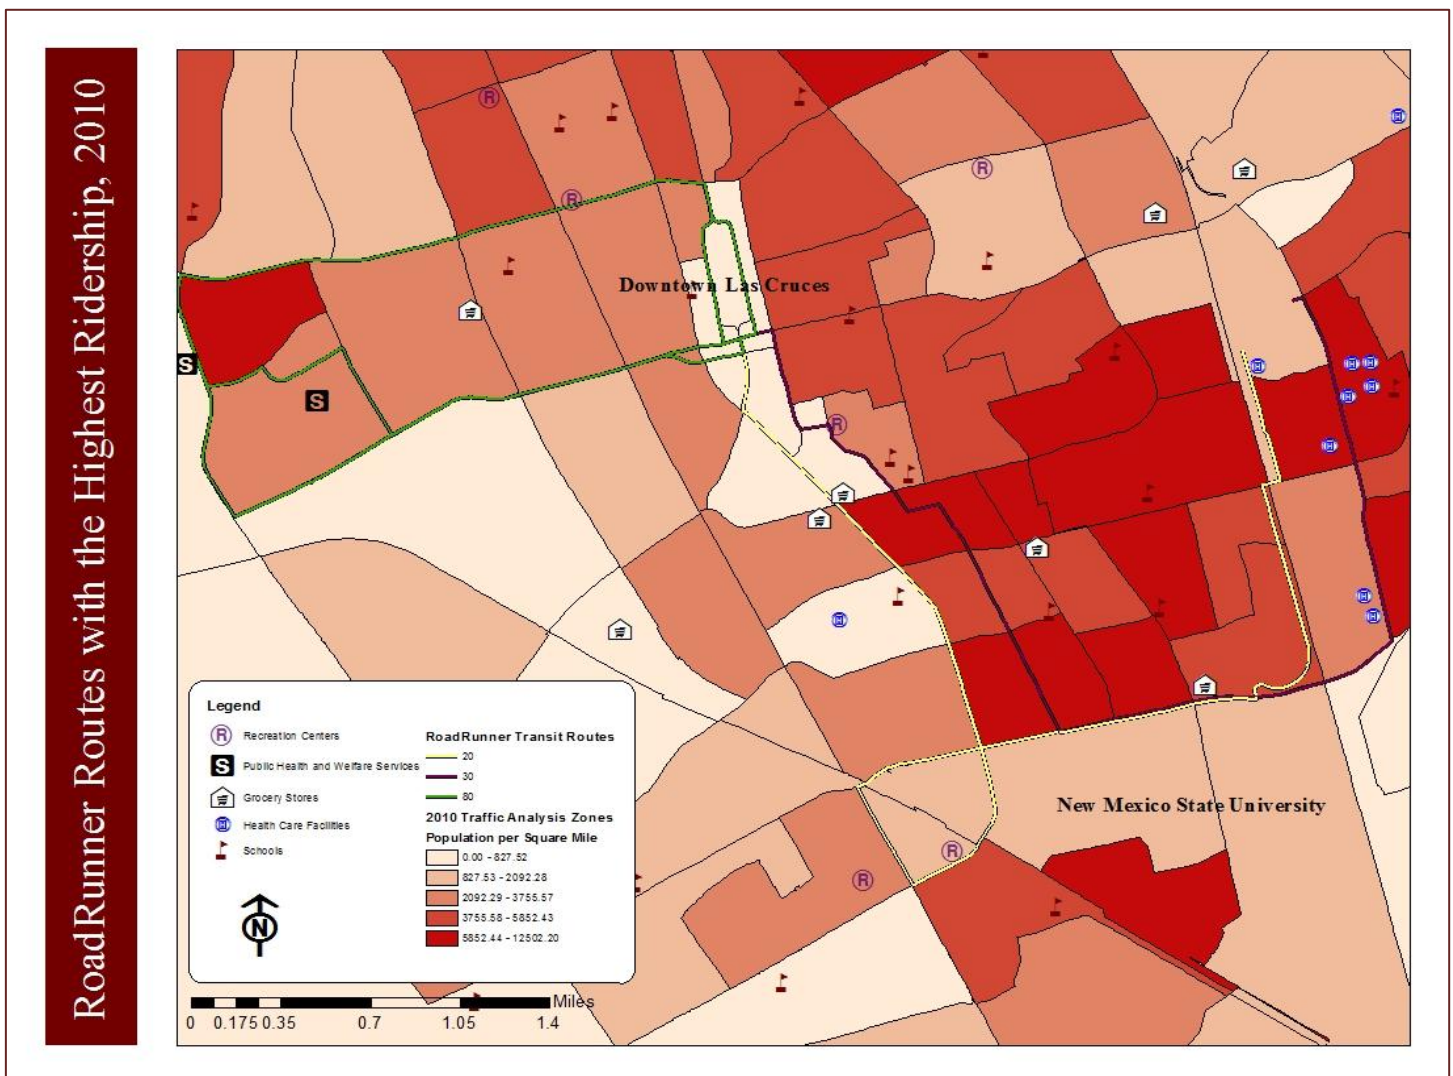 RoadRunner Routes with the Highest Ridership, 2010
Downtown Las Cruces
New Mexico State University
Legend
R Recreation Centers
S Public Health and Welfare Services
Grocery Stores
H Health Care Facilities
Schools
N
RoadRunner Transit Routes
20
30
80
2010 Traffic Analysis Zones
Population per Square Mile
0.00 - 827.52
827.53 - 2092.28
2092.29 - 3755.57
3755.58 - 5852.43
5852.44 - 12502.20
Miles
0 0.175 0.35 0.7 1.05 1.4